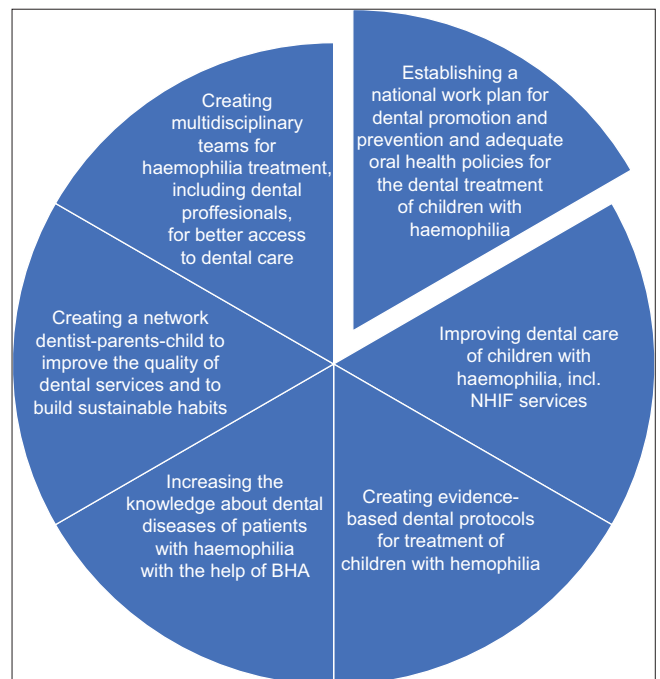 Establishing a
national work plan for
dental promotion and
prevention and adequate
oral health policies for
the dental treatment
of children with
haemophilia
Improving dental care
of children with
haemophilia, incl.
NHIF services
Creating evidence-
based dental protocols
for treatment of
children with hemophilia
Increasing the
knowledge about dental
diseases of patients
with haemophilia
with the help of BHA
Creating a network
dentist-parents-child to
improve the quality of
dental services and to
build sustainable habits
Creating
multidisciplinary
teams for
haemophilia treatment,
including dental
proffesionals,
for better access
to dental care